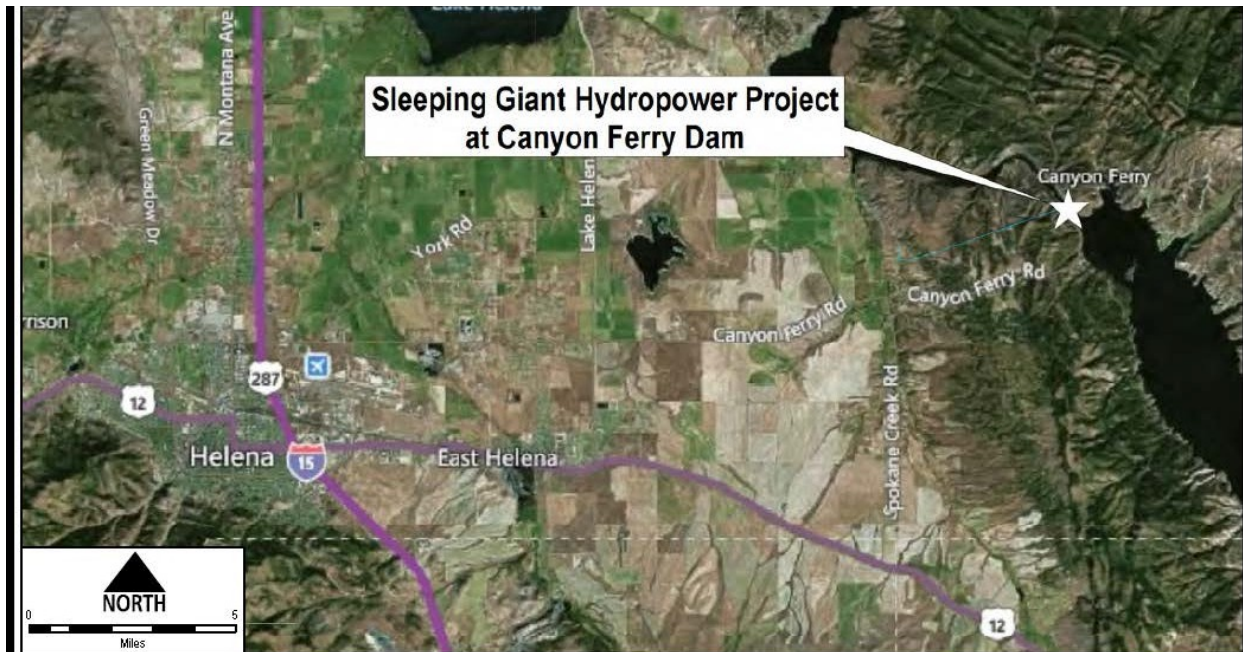 Lake Helena
Sleeping Giant Hydropower Project
at Canyon Ferry Dam
N Montana Ave
Green Meadow Dr
York Rd
Lake Helen
Canyon Ferry
Canyon Ferry Rd
Canyon Ferry Rd
Spokane Creek Rd
rrison
287
12
Helena
15
East Helena
12
NORTH
0 5
Miles